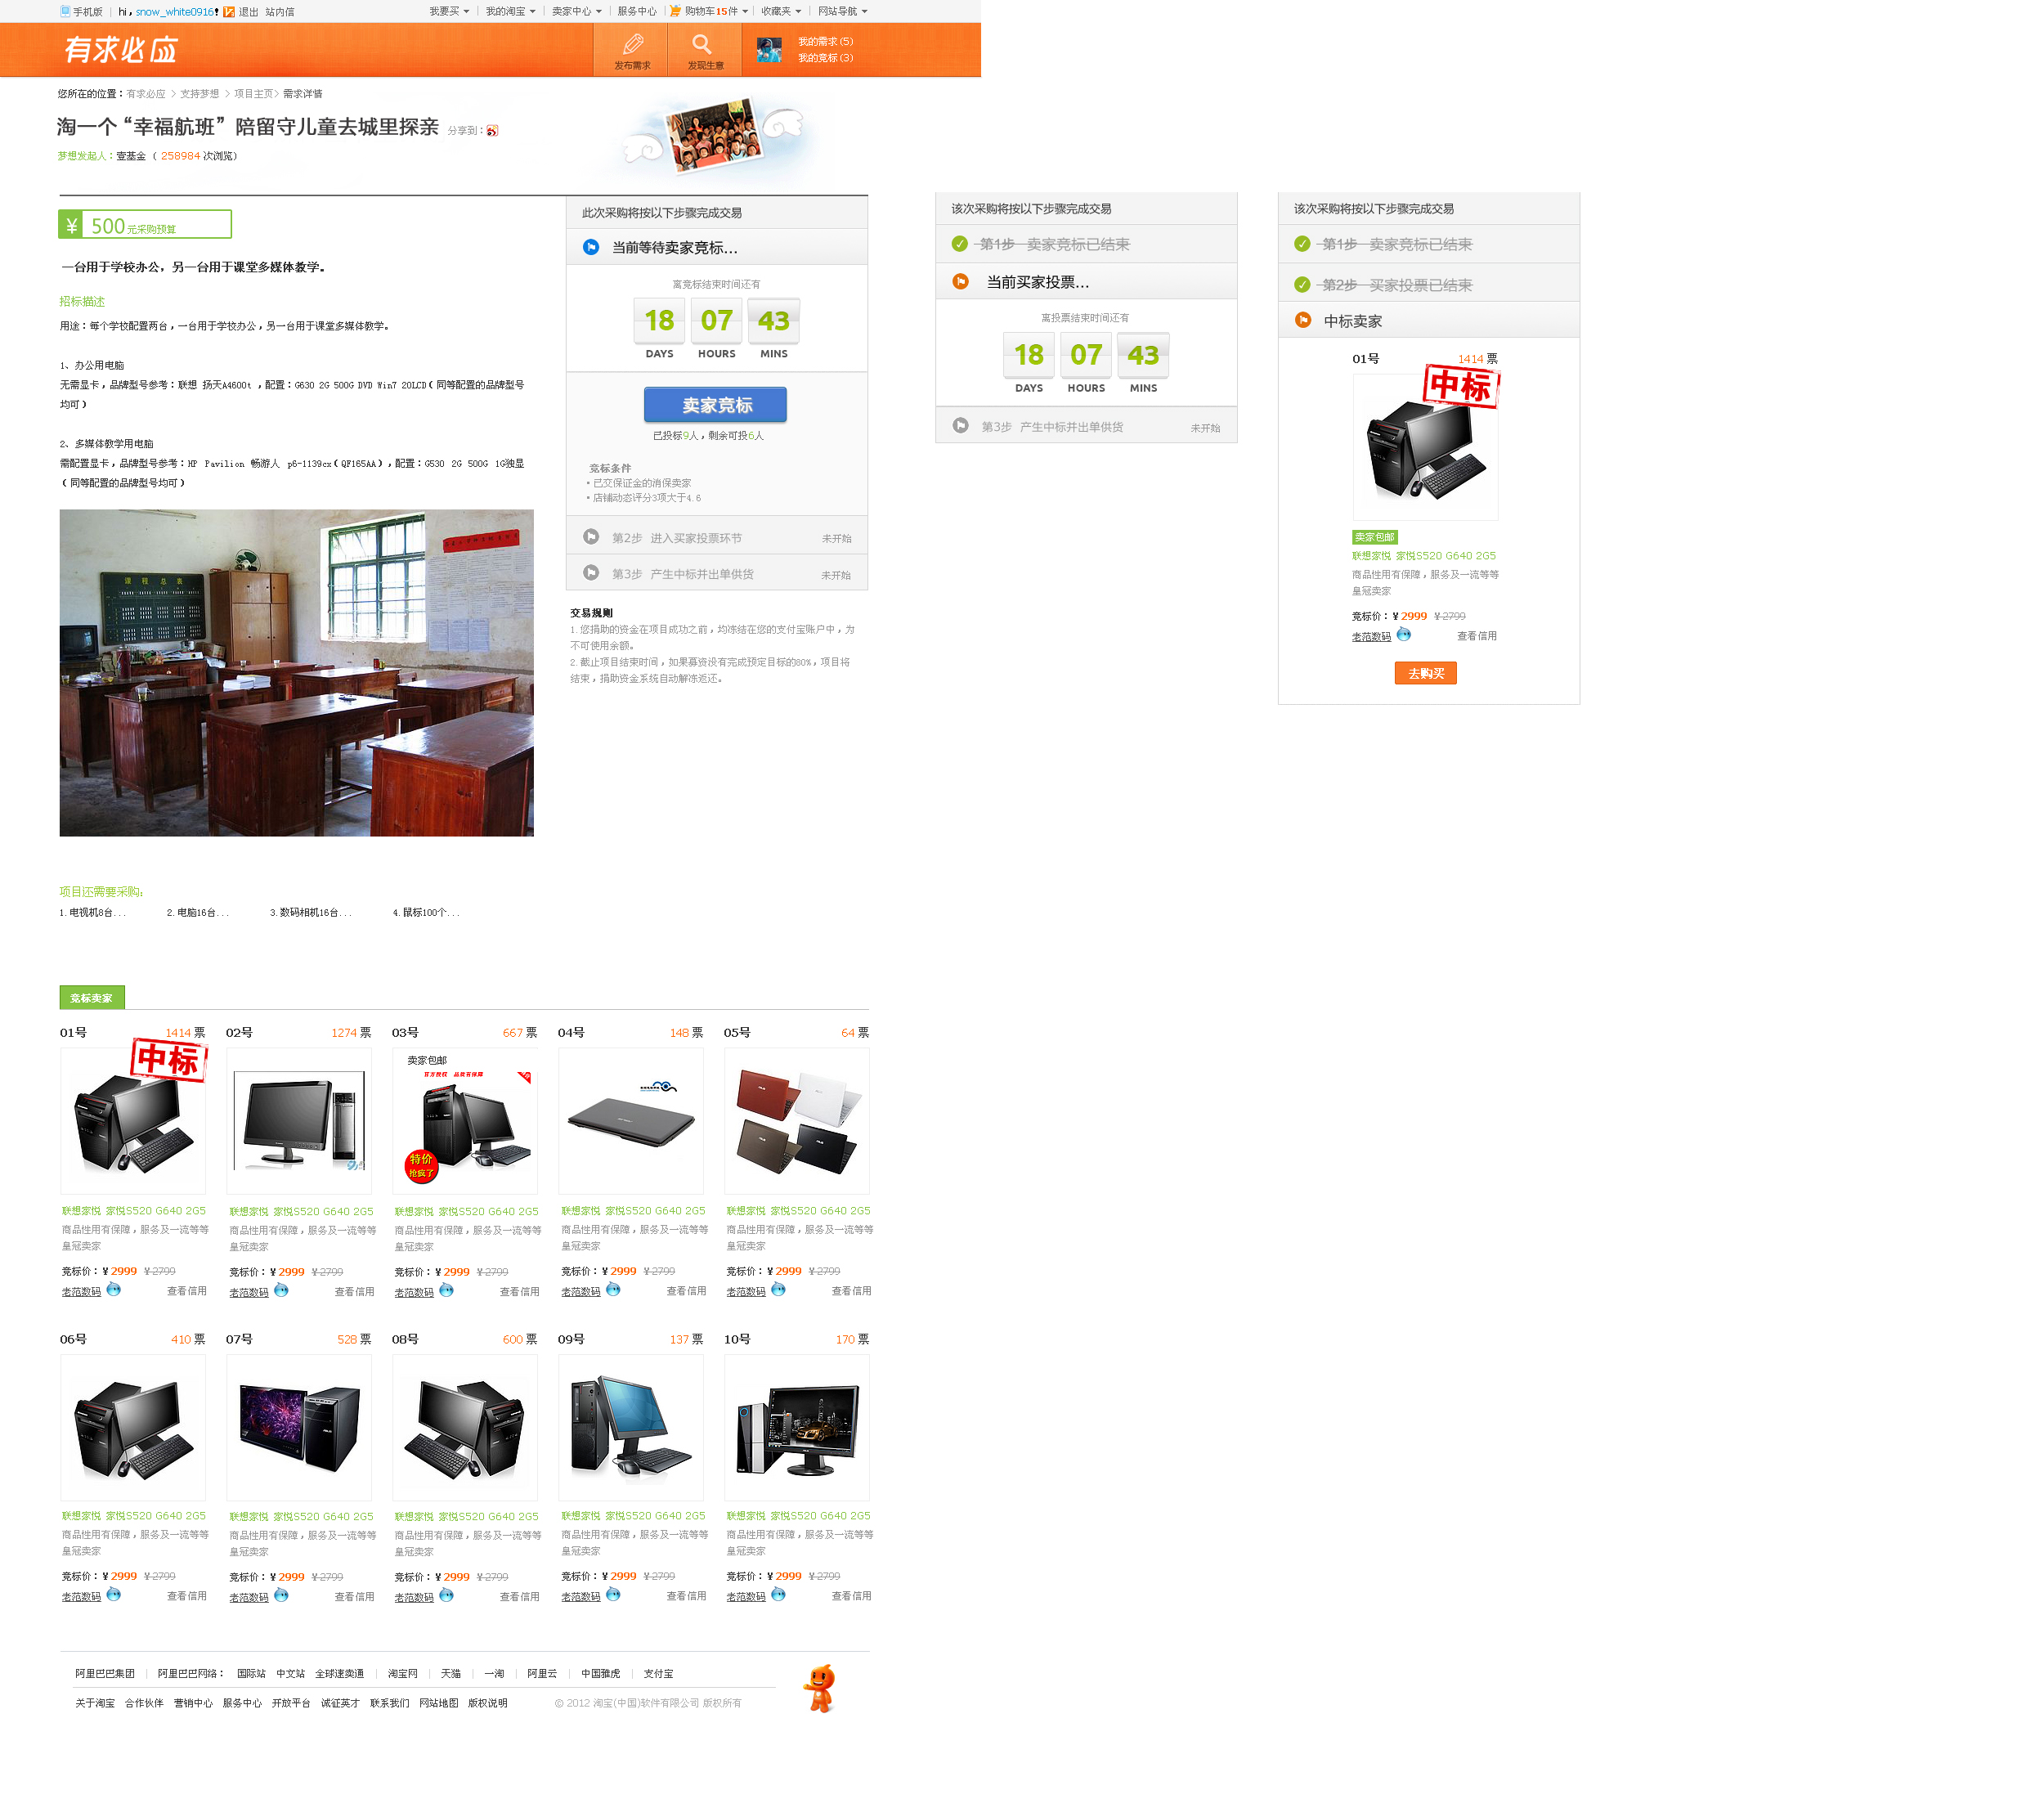 手机版 | hi，snow_white0916！ 退出 站内信 我要买 | 我的淘宝 | 卖家中心 | 服务中心 | 购物车15件 | 收藏夹 | 网站导航
有求必应
发布需求
发现生意
我的需求(5)
我的竞标(3)
您所在的位置：有求必应 > 支持梦想 > 项目主页> 需求详情
淘一个“幸福航班”陪留守儿童去城里探亲 分享到：
梦想发起人：壹基金 ( 258984 次浏览)
¥ 500元采购预算
一台用于学校办公，另一台用于课堂多媒体教学。
招标描述
用途：每个学校配置两台，一台用于学校办公，另一台用于课堂多媒体教学。
1、办公用电脑
无需显卡，品牌型号参考：联想 扬天A4600t ，配置：G630 2G 500G DVD Win7 20LCD（同等配置的品牌型号
均可）
2、多媒体教学用电脑
需配置显卡，品牌型号参考：HP Pavilion 畅游人 p6-1139cx（QF165AA），配置：G530 2G 500G 1G独显
（同等配置的品牌型号均可）
课 程 总 表
项目还需要采购：
1.电视机8台... 2.电脑16台... 3.数码相机16台... 4.鼠标100个...
此次采购将按以下步骤完成交易
当前等待卖家竞标...
离竞标结束时间还有
18 07 43
DAYS HOURS MINS
卖家竞标
已投标9人，剩余可投6人
竞标条件
• 已交保证金的消保卖家
• 店铺动态评分3项大于4.6
第2步 进入买家投票环节 未开始
第3步 产生中标并出单供货 未开始
交易规则
1.您捐助的资金在项目成功之前，均冻结在您的支付宝账户中，为
不可使用余额。
2.截止项目结束时间，如果募资没有完成预定目标的80%，项目将
结束，捐助资金系统自动解冻返还。
该次采购将按以下步骤完成交易
第1步 卖家竞标已结束
当前买家投票...
离投票结束时间还有
18 07 43
DAYS HOURS MINS
第3步 产生中标并出单供货 未开始
该次采购将按以下步骤完成交易
第1步 卖家竞标已结束
第2步 买家投票已结束
中标卖家
01号 1414 票
中标
卖家包邮
联想家悦 家悦S520 G640 2G5
商品性用有保障，服务及一流等等
皇冠卖家
竞标价：¥ 2999 ¥ 2799
老范数码 查看信用
去购买
竞标卖家
01号 1414 票 02号 1274 票 03号 667 票 04号 148 票 05号 64 票
中标
卖家包邮
官方授权 品质有保障
特价
抢疯了
联想家悦 家悦S520 G640 2G5 联想家悦 家悦S520 G640 2G5 联想家悦 家悦S520 G640 2G5 联想家悦 家悦S520 G640 2G5 联想家悦 家悦S520 G640 2G5
商品性用有保障，服务及一流等等 商品性用有保障，服务及一流等等 商品性用有保障，服务及一流等等 商品性用有保障，服务及一流等等 商品性用有保障，服务及一流等等
皇冠卖家 皇冠卖家 皇冠卖家 皇冠卖家 皇冠卖家
竞标价：¥ 2999 ¥ 2799 竞标价：¥ 2999 ¥ 2799 竞标价：¥ 2999 ¥ 2799 竞标价：¥ 2999 ¥ 2799 竞标价：¥ 2999 ¥ 2799
老范数码 查看信用 老范数码 查看信用 老范数码 查看信用 老范数码 查看信用 老范数码 查看信用
06号 410 票 07号 528 票 08号 600 票 09号 137 票 10号 170 票
联想家悦 家悦S520 G640 2G5 联想家悦 家悦S520 G640 2G5 联想家悦 家悦S520 G640 2G5 联想家悦 家悦S520 G640 2G5 联想家悦 家悦S520 G640 2G5
商品性用有保障，服务及一流等等 商品性用有保障，服务及一流等等 商品性用有保障，服务及一流等等 商品性用有保障，服务及一流等等 商品性用有保障，服务及一流等等
皇冠卖家 皇冠卖家 皇冠卖家 皇冠卖家 皇冠卖家
竞标价：¥ 2999 ¥ 2799 竞标价：¥ 2999 ¥ 2799 竞标价：¥ 2999 ¥ 2799 竞标价：¥ 2999 ¥ 2799 竞标价：¥ 2999 ¥ 2799
老范数码 查看信用 老范数码 查看信用 老范数码 查看信用 老范数码 查看信用 老范数码 查看信用
阿里巴巴集团 | 阿里巴巴网络： 国际站 中文站 全球速卖通 | 淘宝网 | 天猫 | 一淘 | 阿里云 | 中国雅虎 | 支付宝
关于淘宝 合作伙伴 营销中心 服务中心 开放平台 诚征英才 联系我们 网站地图 版权说明 © 2012 淘宝(中国)软件有限公司 版权所有